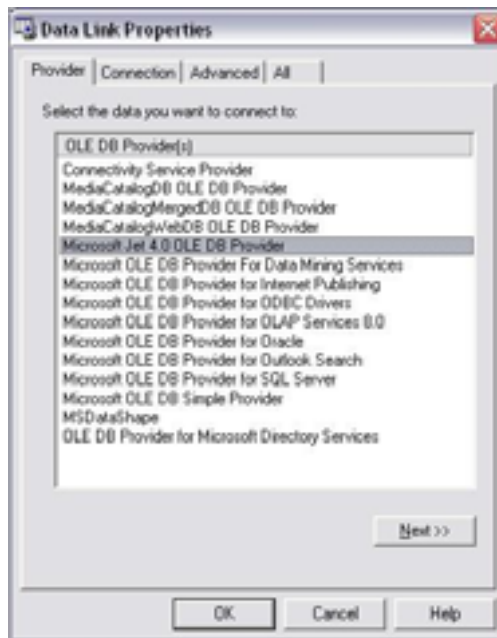 Data Link Properties
Provider Connection Advanced All
Select the data you want to connect to:
OLE DB Provider(s)
Connectivity Service Provider
MediaCatalogDB OLE DB Provider
MediaCatalogMergedDB OLE DB Provider
MediaCatalogWebDB OLE DB Provider
Microsoft Jet 4.0 OLE DB Provider
Microsoft OLE DB Provider For Data Mining Services
Microsoft OLE DB Provider for Internet Publishing
Microsoft OLE DB Provider for ODBC Drivers
Microsoft OLE DB Provider for OLAP Services 8.0
Microsoft OLE DB Provider for Oracle
Microsoft OLE DB Provider for Outlook Search
Microsoft OLE DB Provider for SQL Server
Microsoft OLE DB Simple Provider
MSDataShape
OLE DB Provider for Microsoft Directory Services
Next >>
OK Cancel Help